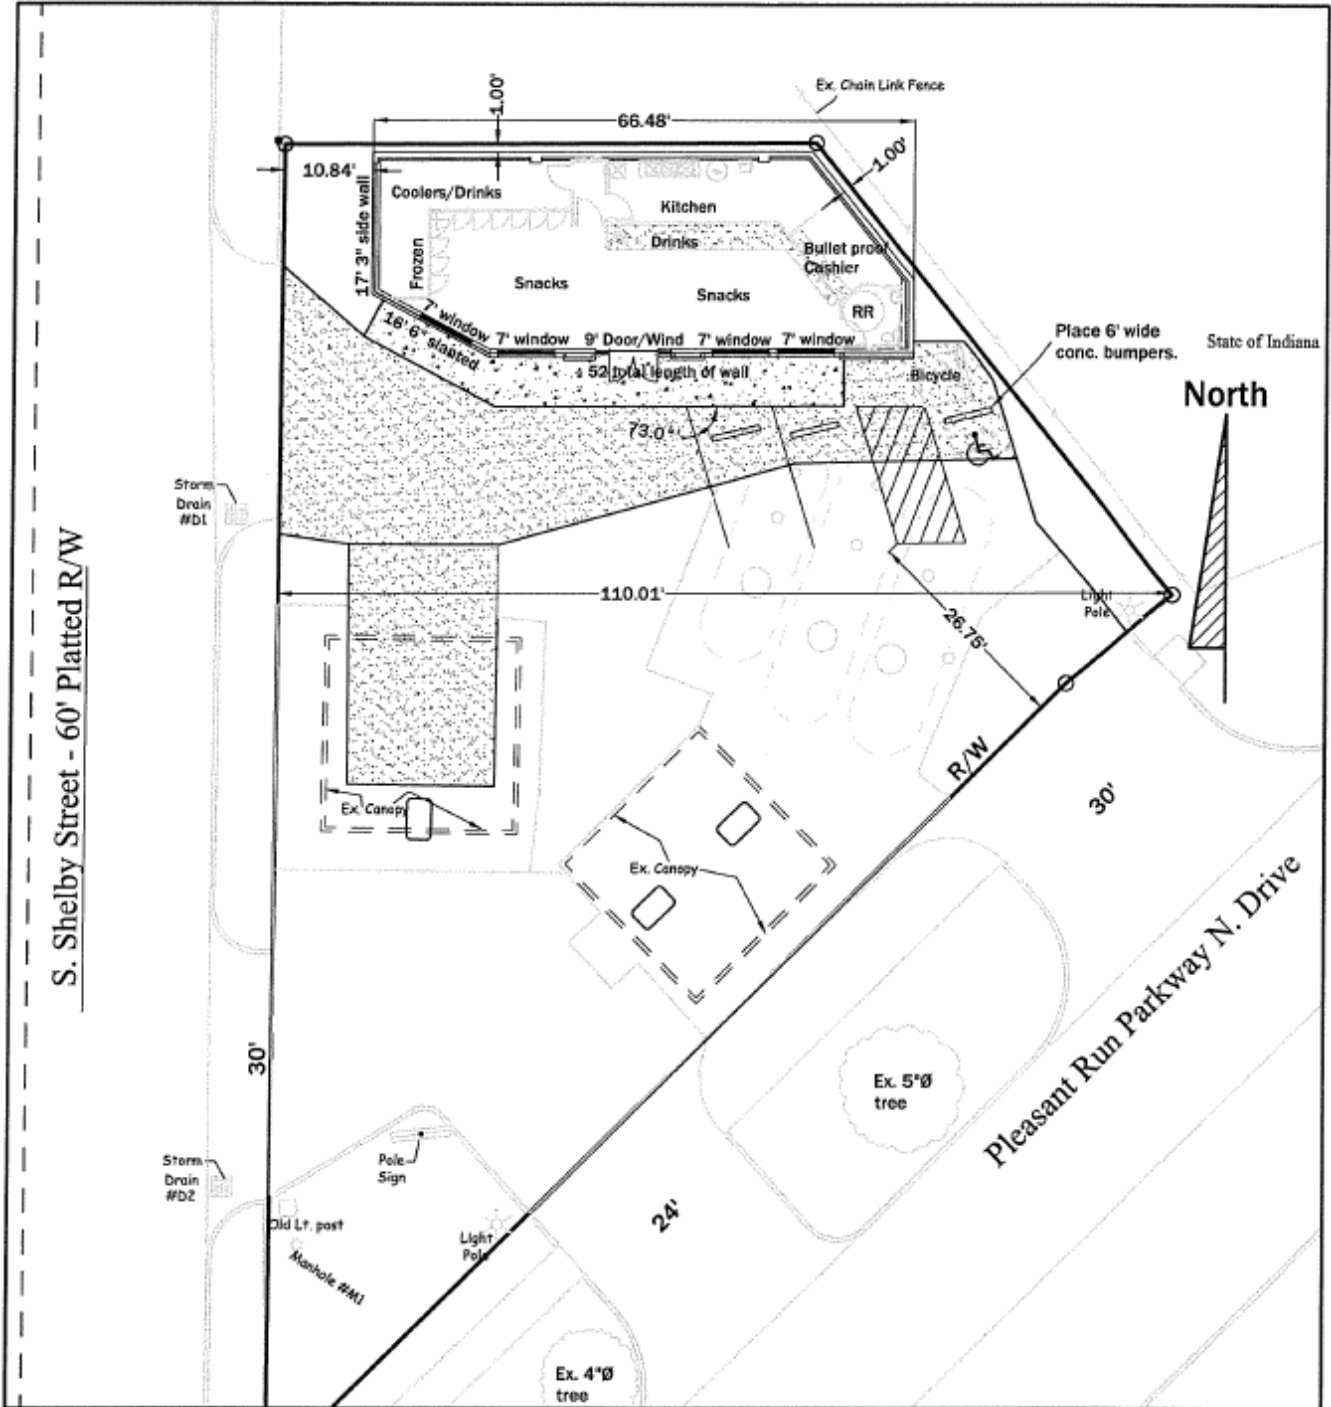 Ex. Chain Link Fence
1.00'
66.48'
1.00'
10.84'
Coolers/Drinks
Kitchen
17' 3" side wall
Drinks
Frozen
Bullet proof
Cashier
Snacks
Snacks
RR
7' window
16' 6" slanted
7' window
9' Door/Wind
7' window
7' window
52 total length of wall
Bicycle
Place 6' wide
conc. bumpers.
State of Indiana
North
73.0°
Storm
Drain
#D1
S. Shelby Street - 60' Platted R/W
110.01'
Light
Pole
26.75'
R/W
30'
Ex. Canopy
Ex. Canopy
Pleasant Run Parkway N. Drive
30'
Ex. 5"Ø
tree
Pole
Sign
Storm
Drain
#D2
Old Lt. post
Manhole #M1
Light
Pole
24'
Ex. 4"Ø
tree